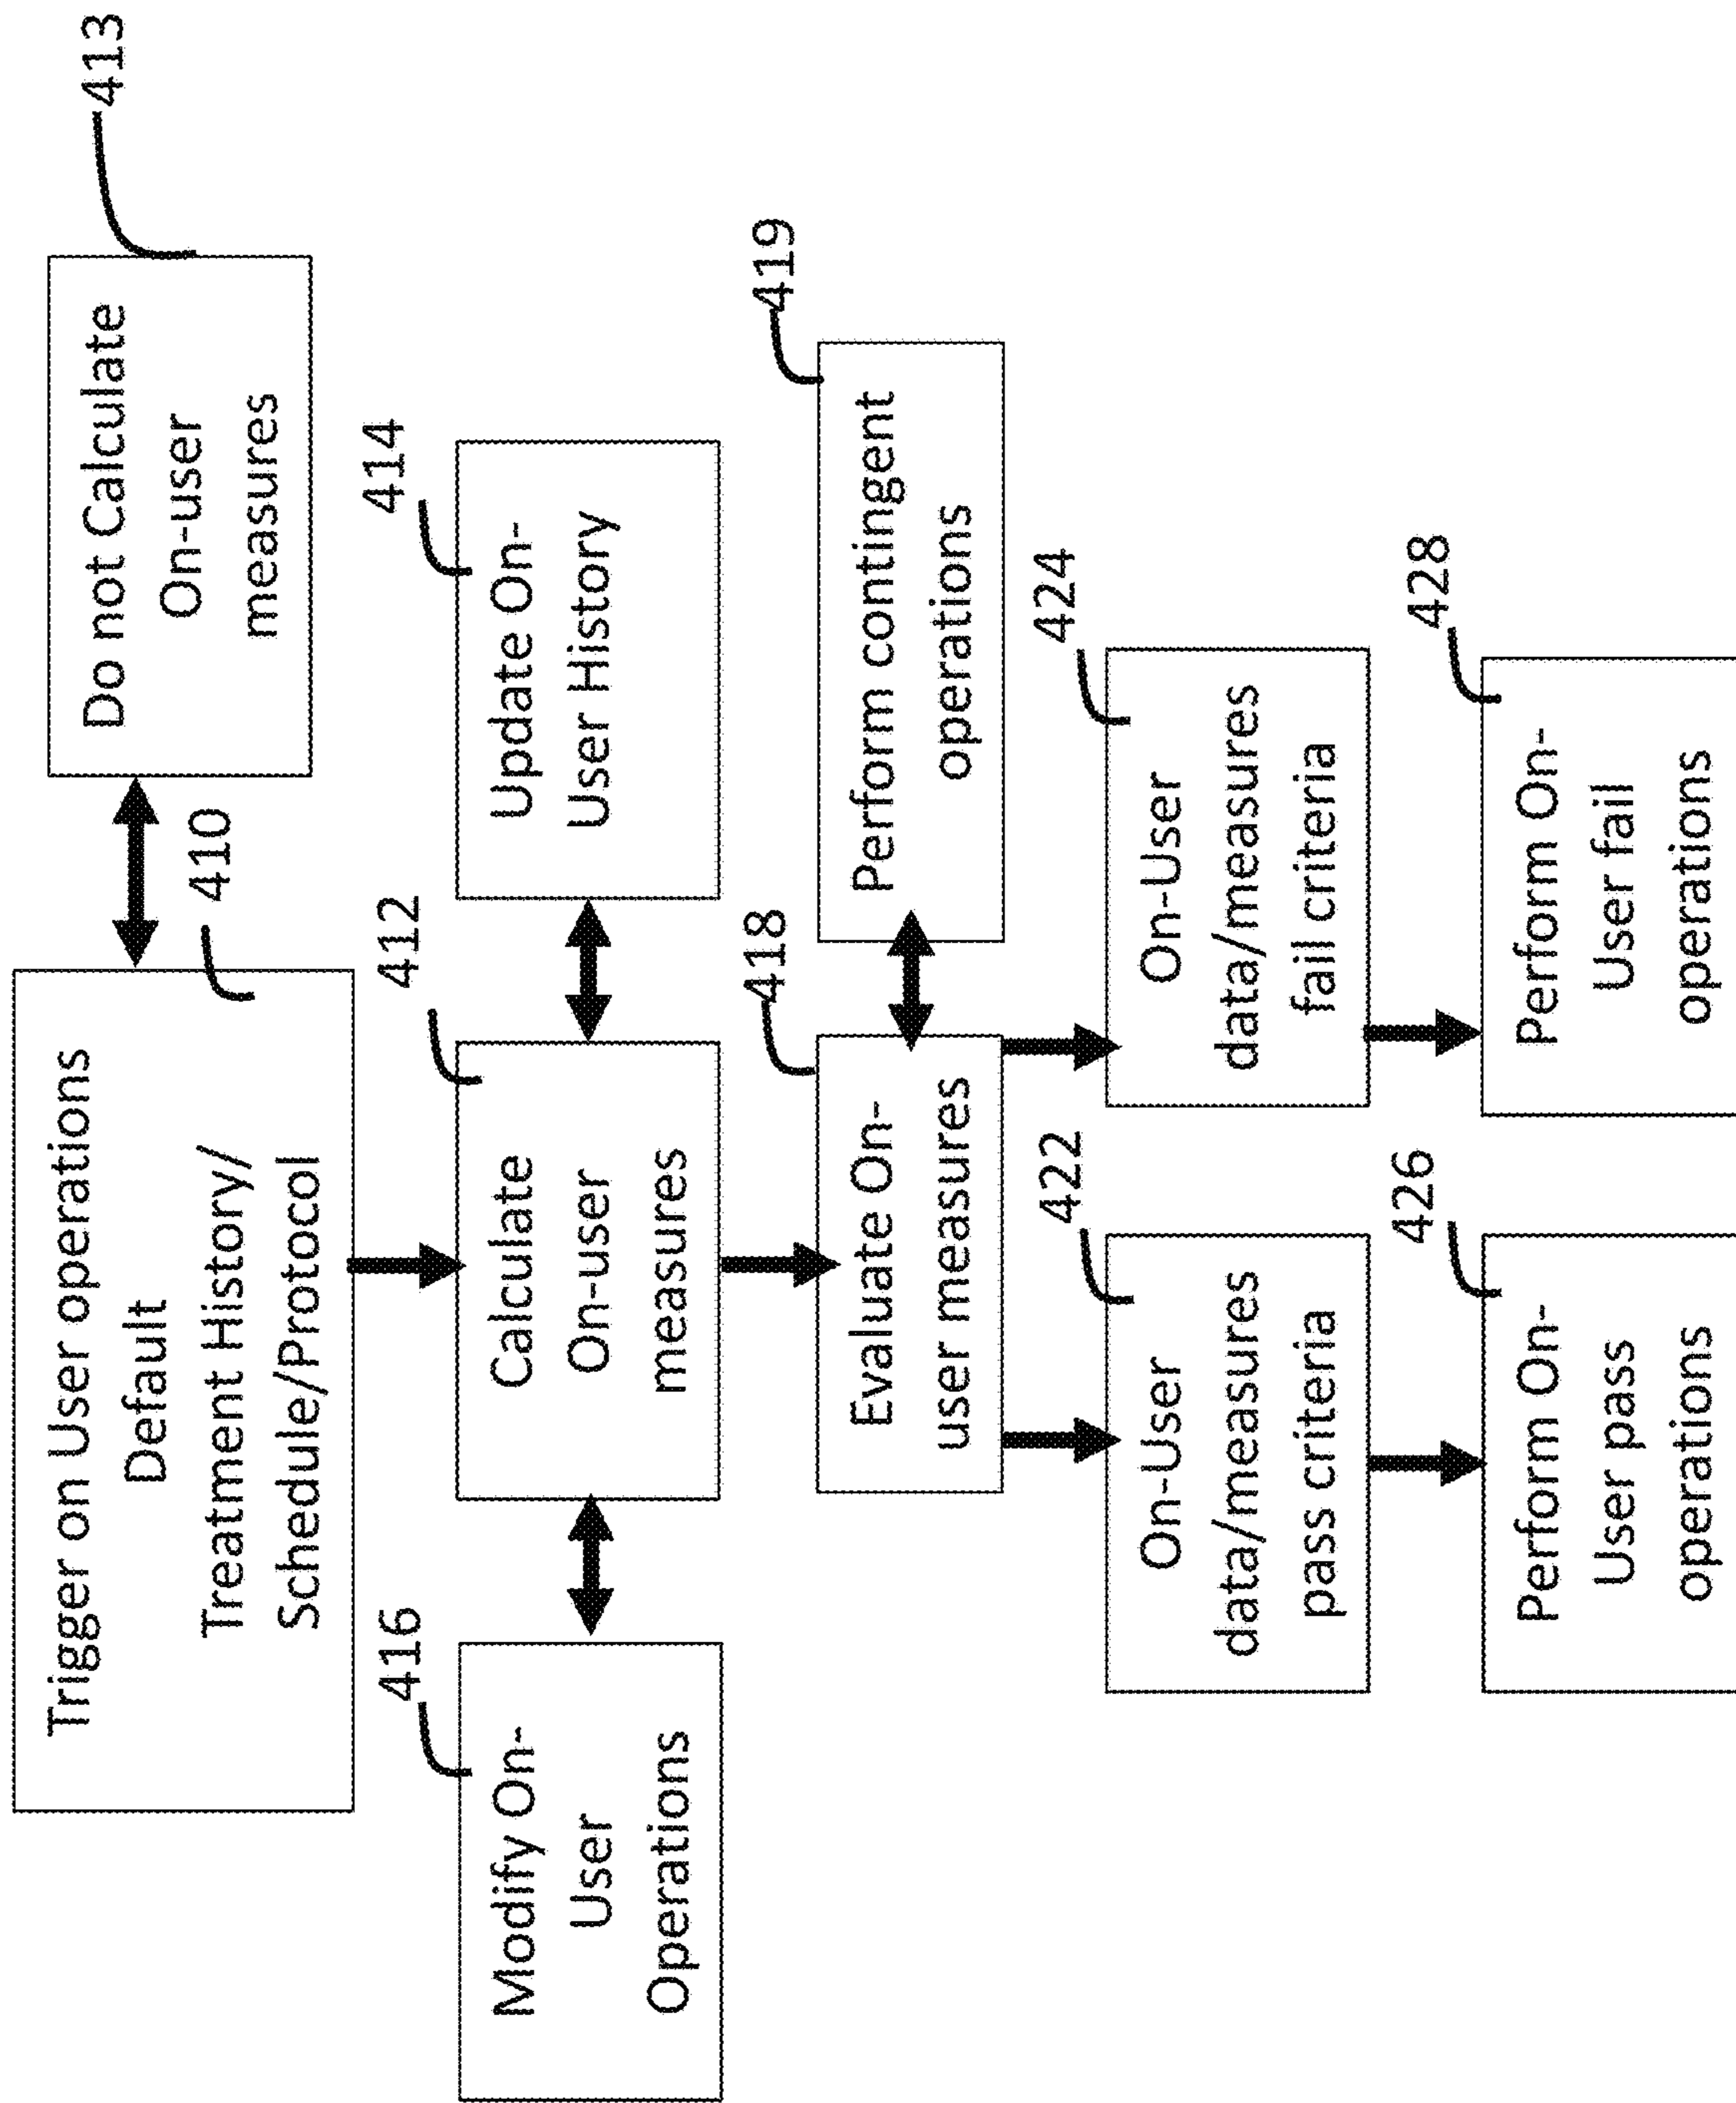 413
Do not Calculate
On-user
measures
410
Trigger on User operations
Default
Treatment History/
Schedule/Protocol
416
Modify On-
User
Operations
412
Calculate
On-user
measures
414
Update On-
User History
418
Evaluate On-
user measures
419
Perform contingent
operations
422
On-User
data/measures
pass criteria
424
On-User
data/measures
fail criteria
426
Perform On-
User pass
operations
428
Perform On-
User fail
operations